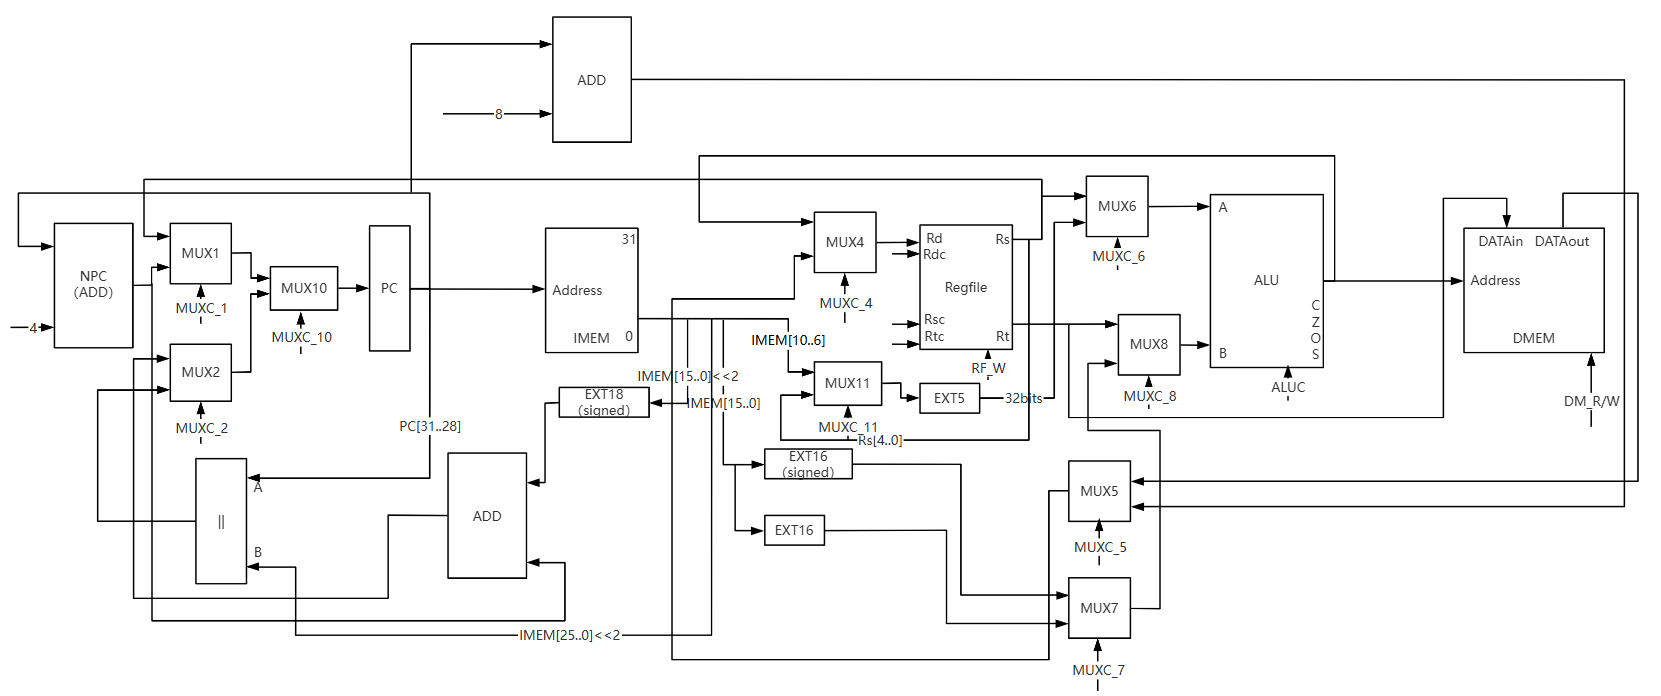 ADD
8
31
NPC
(ADD)
MUX1
MUX10
PC
Address
IMEM
0
4
MUXC_1
MUXC_10
MUX2
MUXC_2
MUX4
MUXC_4
Rd
Rdc
Rs
Regfile
Rsc
Rtc
Rt
RF_W
MUX6
MUXC_6
A
ALU
C
Z
O
S
B
ALUC
DATAin
DATAout
Address
DMEM
DM_R/W
MUX8
MUXC_8
IMEM[10..6]
IMEM[15..0]<<2
IMEM[15..0]
EXT18
(signed)
MUX11
MUXC_11
EXT5
32bits
Rs[4..0]
PC[31..28]
A
||
B
ADD
EXT16
(signed)
EXT16
MUX5
MUXC_5
MUX7
MUXC_7
IMEM[25..0]<<2